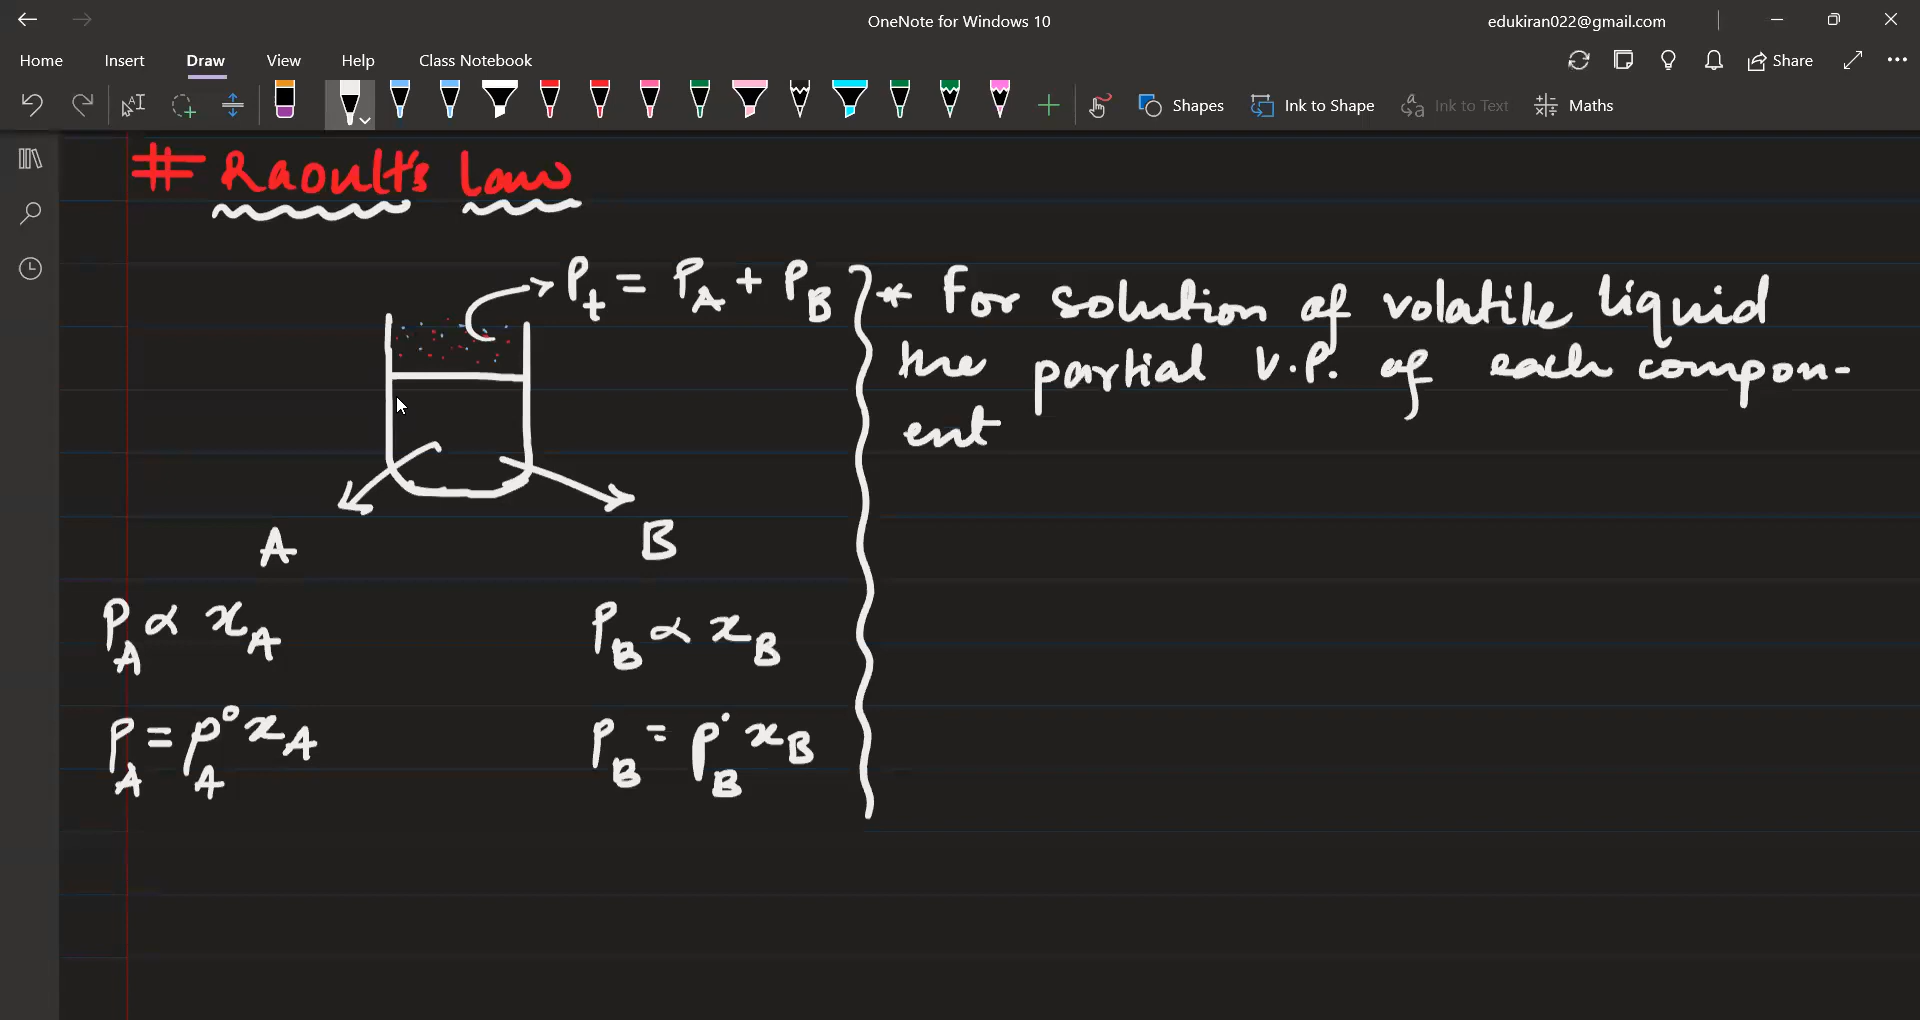 OneNote for Windows 10
edukiran022@gmail.com
Home Insert Draw View Help Class Notebook
Share
Shapes Ink to Shape Ink to Text Maths
# Raoult's Law
Pt = PA + PB
A
B
PA ∝ xA
PB ∝ xB
PA = P°A xA
PB = P°B xB
* For solution of volatile liquid
the partial V.P. of each compon-
ent